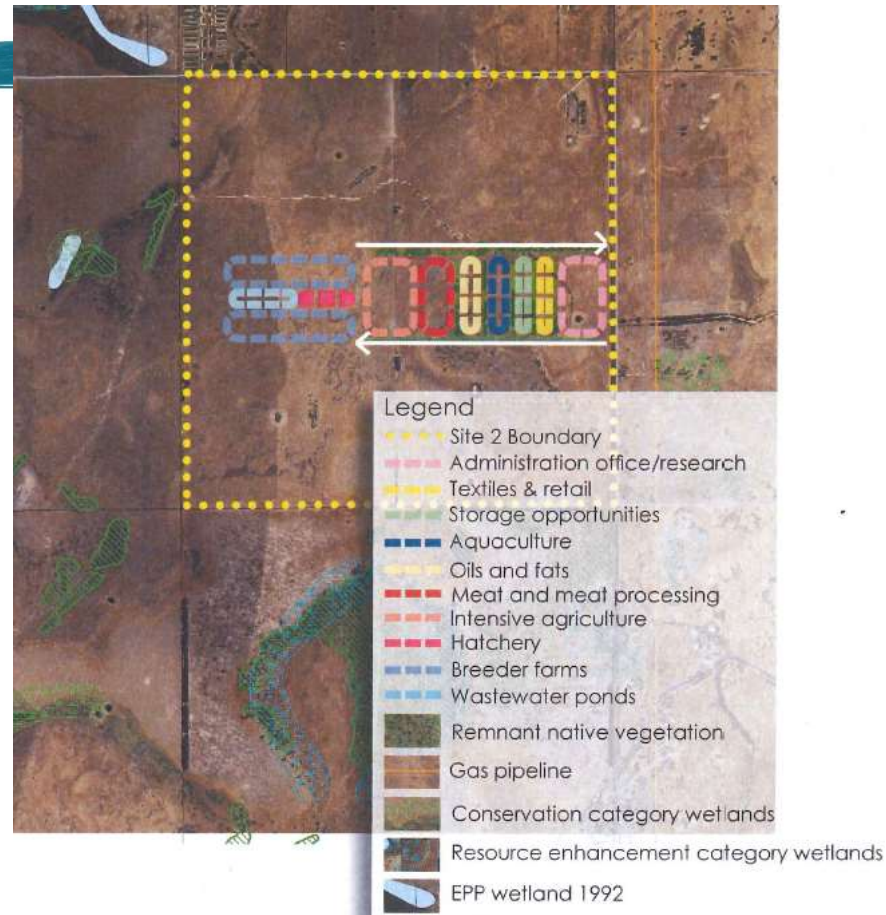 Legend
Site 2 Boundary
Administration office/research
Textiles & retail
Storage opportunities
Aquaculture
Oils and fats
Meat and meat processing
Intensive agriculture
Hatchery
Breeder farms
Wastewater ponds
Remnant native vegetation
Gas pipeline
Conservation category wetlands
Resource enhancement category wetlands
EPP wetland 1992